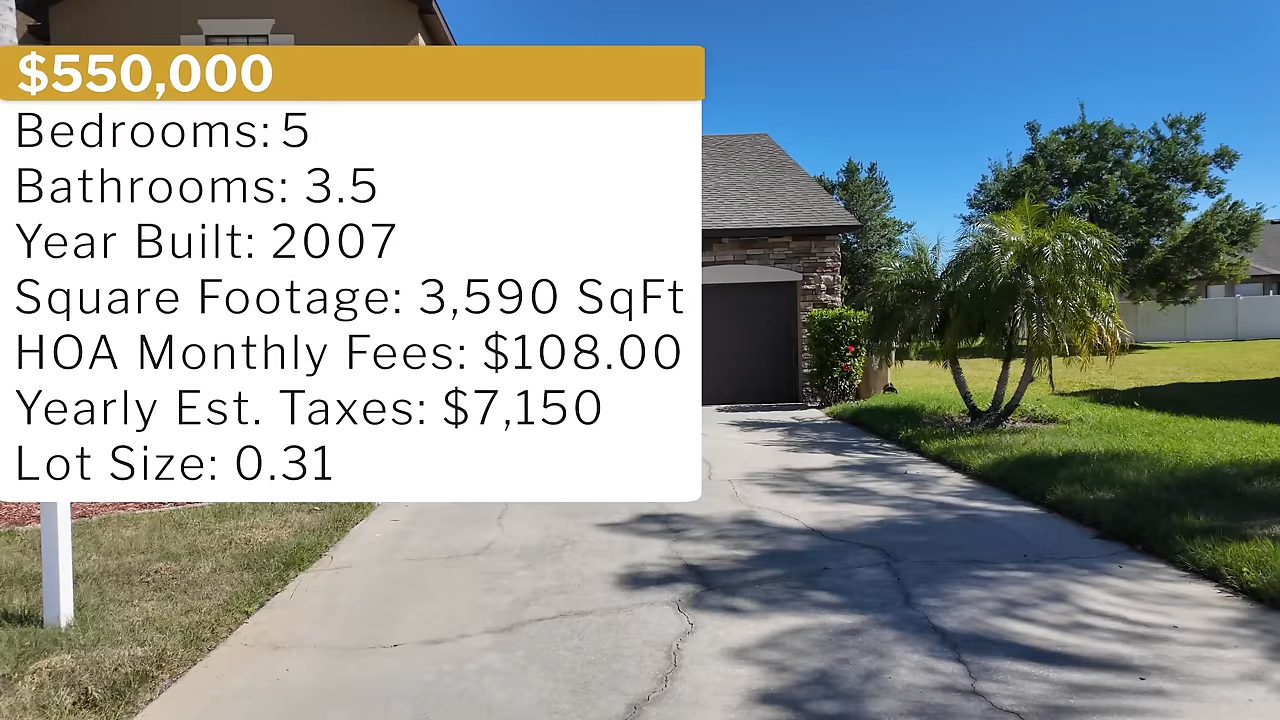 $550,000
Bedrooms: 5
Bathrooms: 3.5
Year Built: 2007
Square Footage: 3,590 SqFt
HOA Monthly Fees: $108.00
Yearly Est. Taxes: $7,150
Lot Size: 0.31